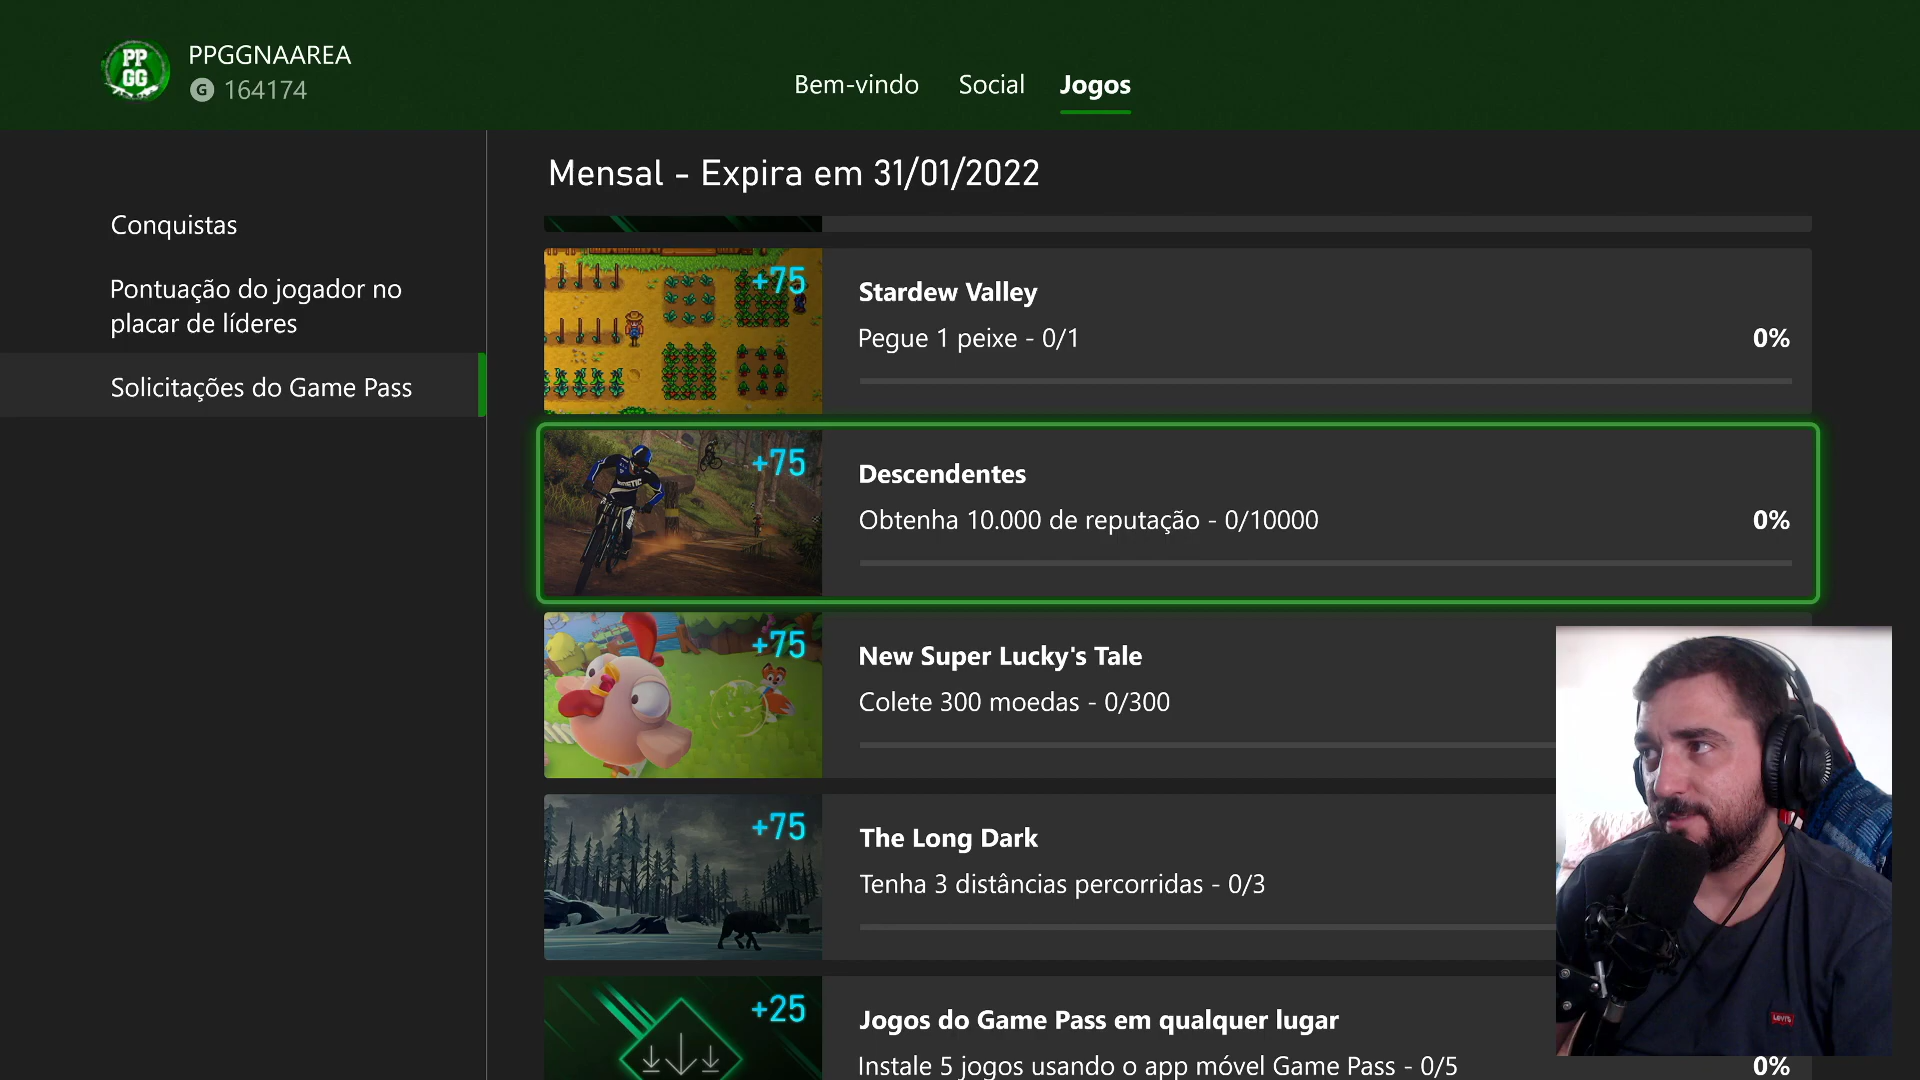 PP
GG
PPGGNAAREA
G 164174
Bem-vindo
Social
Jogos
Conquistas
Pontuação do jogador no
placar de líderes
Solicitações do Game Pass
Mensal - Expira em 31/01/2022
+75
Stardew Valley
Pegue 1 peixe - 0/1
0%
+75
Descendentes
Obtenha 10.000 de reputação - 0/10000
0%
+75
New Super Lucky's Tale
Colete 300 moedas - 0/300
+75
The Long Dark
Tenha 3 distâncias percorridas - 0/3
+25
Jogos do Game Pass em qualquer lugar
Instale 5 jogos usando o app móvel Game Pass - 0/5
0%
Levi's